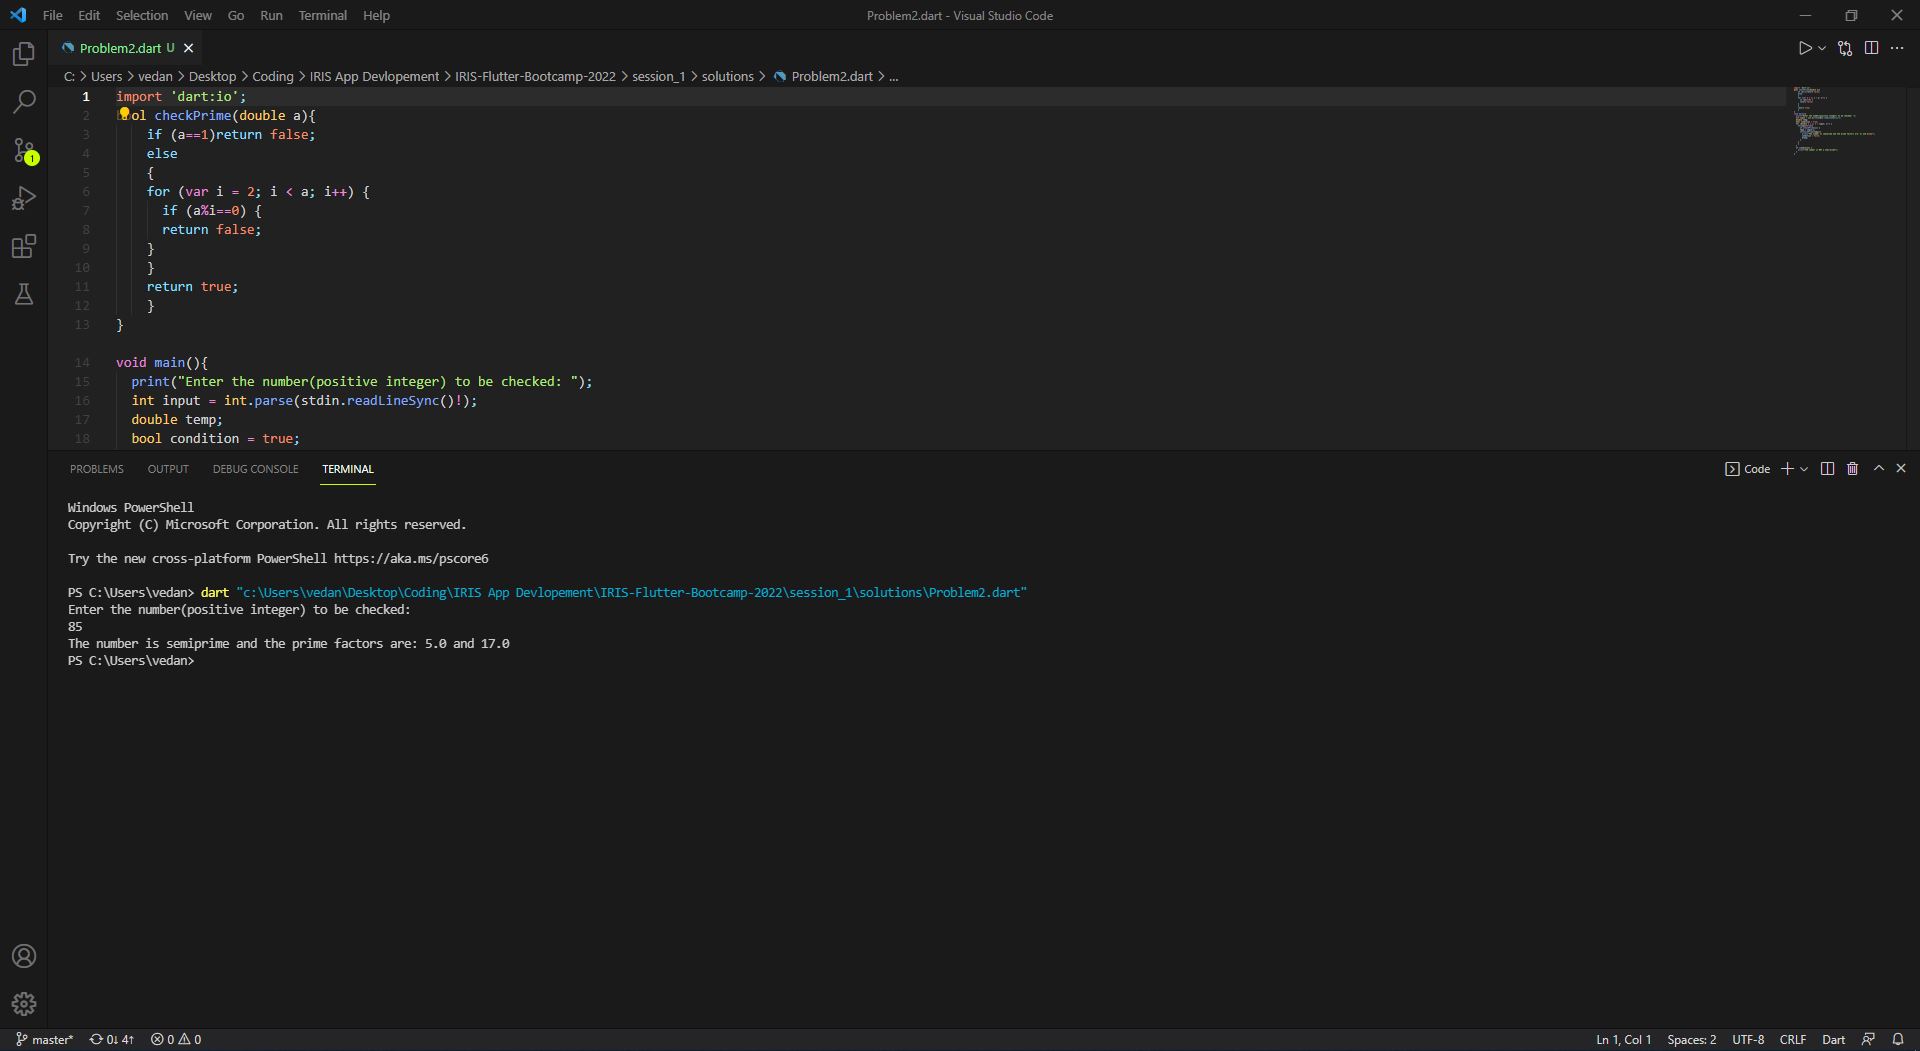 File Edit Selection View Go Run Terminal Help
Problem2.dart - Visual Studio Code
Problem2.dart U
C: > Users > vedan > Desktop > Coding > IRIS App Devlopement > IRIS-Flutter-Bootcamp-2022 > session_1 > solutions > Problem2.dart > ...
1 import 'dart:io';
2 ol checkPrime(double a){
3 if (a==1)return false;
4 else
5 {
6 for (var i = 2; i < a; i++) {
7 if (a%i==0) {
8 return false;
9 }
10 }
11 return true;
12 }
13 }
14 void main(){
15 print("Enter the number(positive integer) to be checked: ");
16 int input = int.parse(stdin.readLineSync()!);
17 double temp;
18 bool condition = true;
1
PROBLEMS OUTPUT DEBUG CONSOLE TERMINAL
Code
Windows PowerShell
Copyright (C) Microsoft Corporation. All rights reserved.
Try the new cross-platform PowerShell https://aka.ms/pscore6
PS C:\Users\vedan> dart "c:\Users\vedan\Desktop\Coding\IRIS App Devlopement\IRIS-Flutter-Bootcamp-2022\session_1\solutions\Problem2.dart"
Enter the number(positive integer) to be checked:
85
The number is semiprime and the prime factors are: 5.0 and 17.0
PS C:\Users\vedan>
master* 0↓ 4↑ 0 0
Ln 1, Col 1 Spaces: 2 UTF-8 CRLF Dart